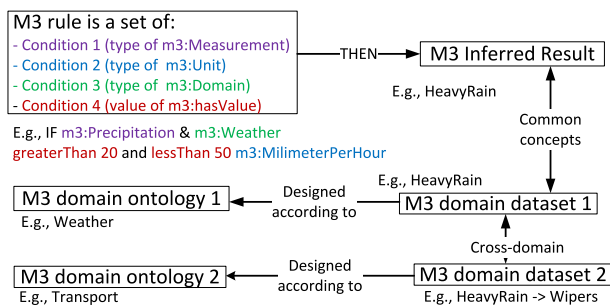 M3 rule is a set of:
- Condition 1 (type of m3:Measurement)
- Condition 2 (type of  m3:Unit)
- Condition 3 (type of m3:Domain)
- Condition 4 (value of m3:hasValue)
THEN
M3 Inferred Result
E.g., HeavyRain
E.g., IF m3:Precipitation & m3:Weather
greaterThan 20 and lessThan 50 m3:MilimeterPerHour
Common
concepts
M3 domain ontology 1
E.g., Weather
Designed
according to
E.g., HeavyRain
M3 domain dataset 1
Cross-domain
M3 domain ontology 2
E.g., Transport
Designed
according to
M3 domain dataset 2
E.g., HeavyRain -> Wipers